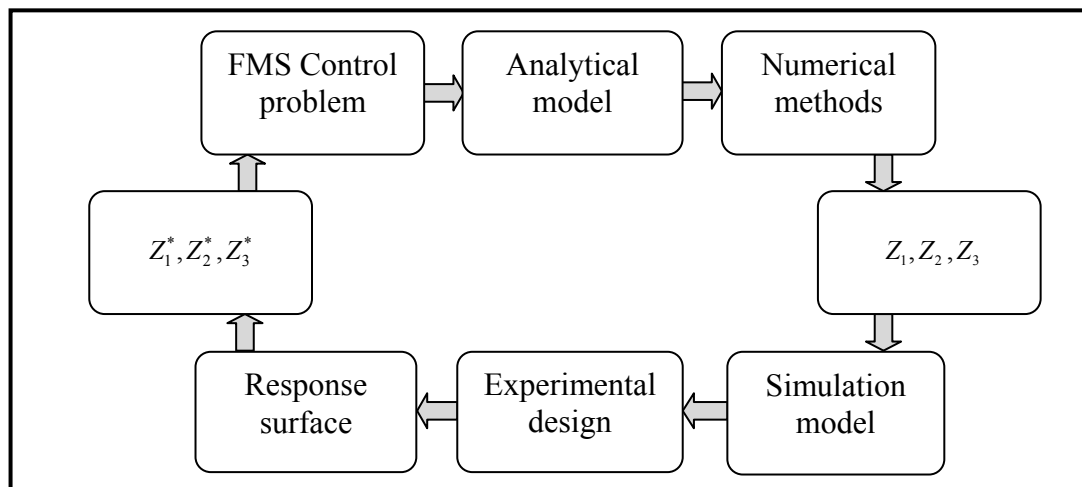 FMS Control
problem
Analytical
model
Numerical
methods
Z₁*, Z₂*, Z₃*
Z₁, Z₂, Z₃
Response
surface
Experimental
design
Simulation
model